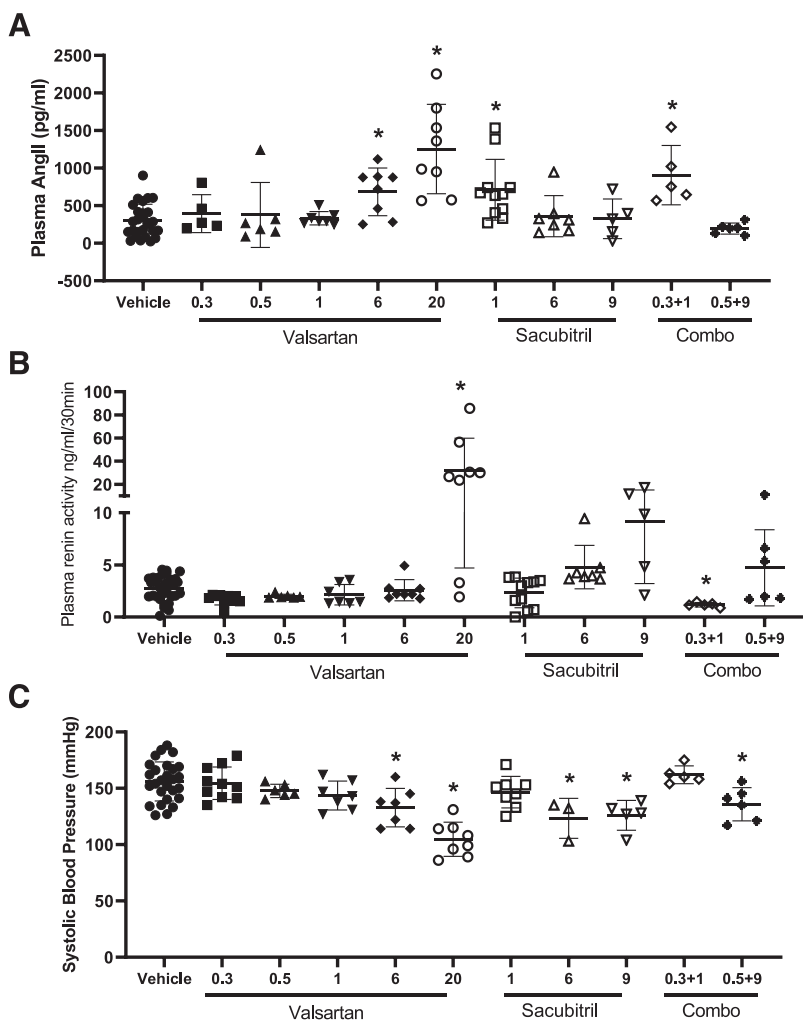 A
Plasma AngII (pg/ml)
2500
2000
1500
1000
500
0
-500
* * * *
Vehicle 0.3 0.5 1 6 20 1 6 9 0.3+1 0.5+9
Valsartan Sacubitril Combo
B
Plasma renin activity ng/ml/30min
100
80
60
40
20
10
5
0
* *
Vehicle 0.3 0.5 1 6 20 1 6 9 0.3+1 0.5+9
Valsartan Sacubitril Combo
C
Systolic Blood Pressure (mmHg)
200
150
100
50
0
* * * * *
Vehicle 0.3 0.5 1 6 20 1 6 9 0.3+1 0.5+9
Valsartan Sacubitril Combo